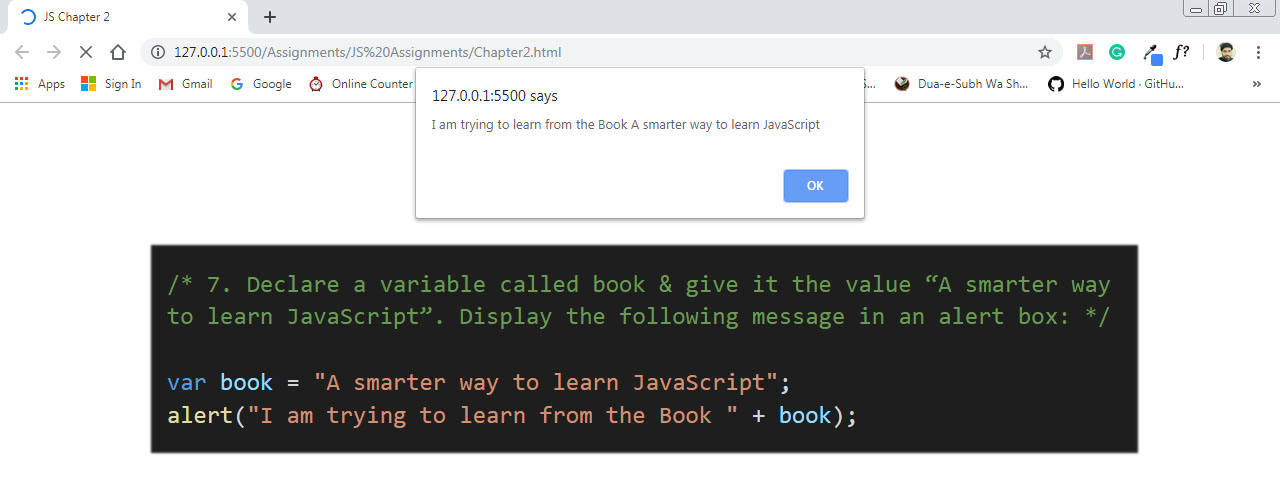 JS Chapter 2
127.0.0.1:5500/Assignments/JS%20Assignments/Chapter2.html
f?
Apps Sign In Gmail Google Online Counter S... Dua-e-Subh Wa Sh... Hello World · GitHu... »
127.0.0.1:5500 says
I am trying to learn from the Book A smarter way to learn JavaScript
OK
/* 7. Declare a variable called book & give it the value “A smarter way
to learn JavaScript”. Display the following message in an alert box: */
var book = "A smarter way to learn JavaScript";
alert("I am trying to learn from the Book " + book);